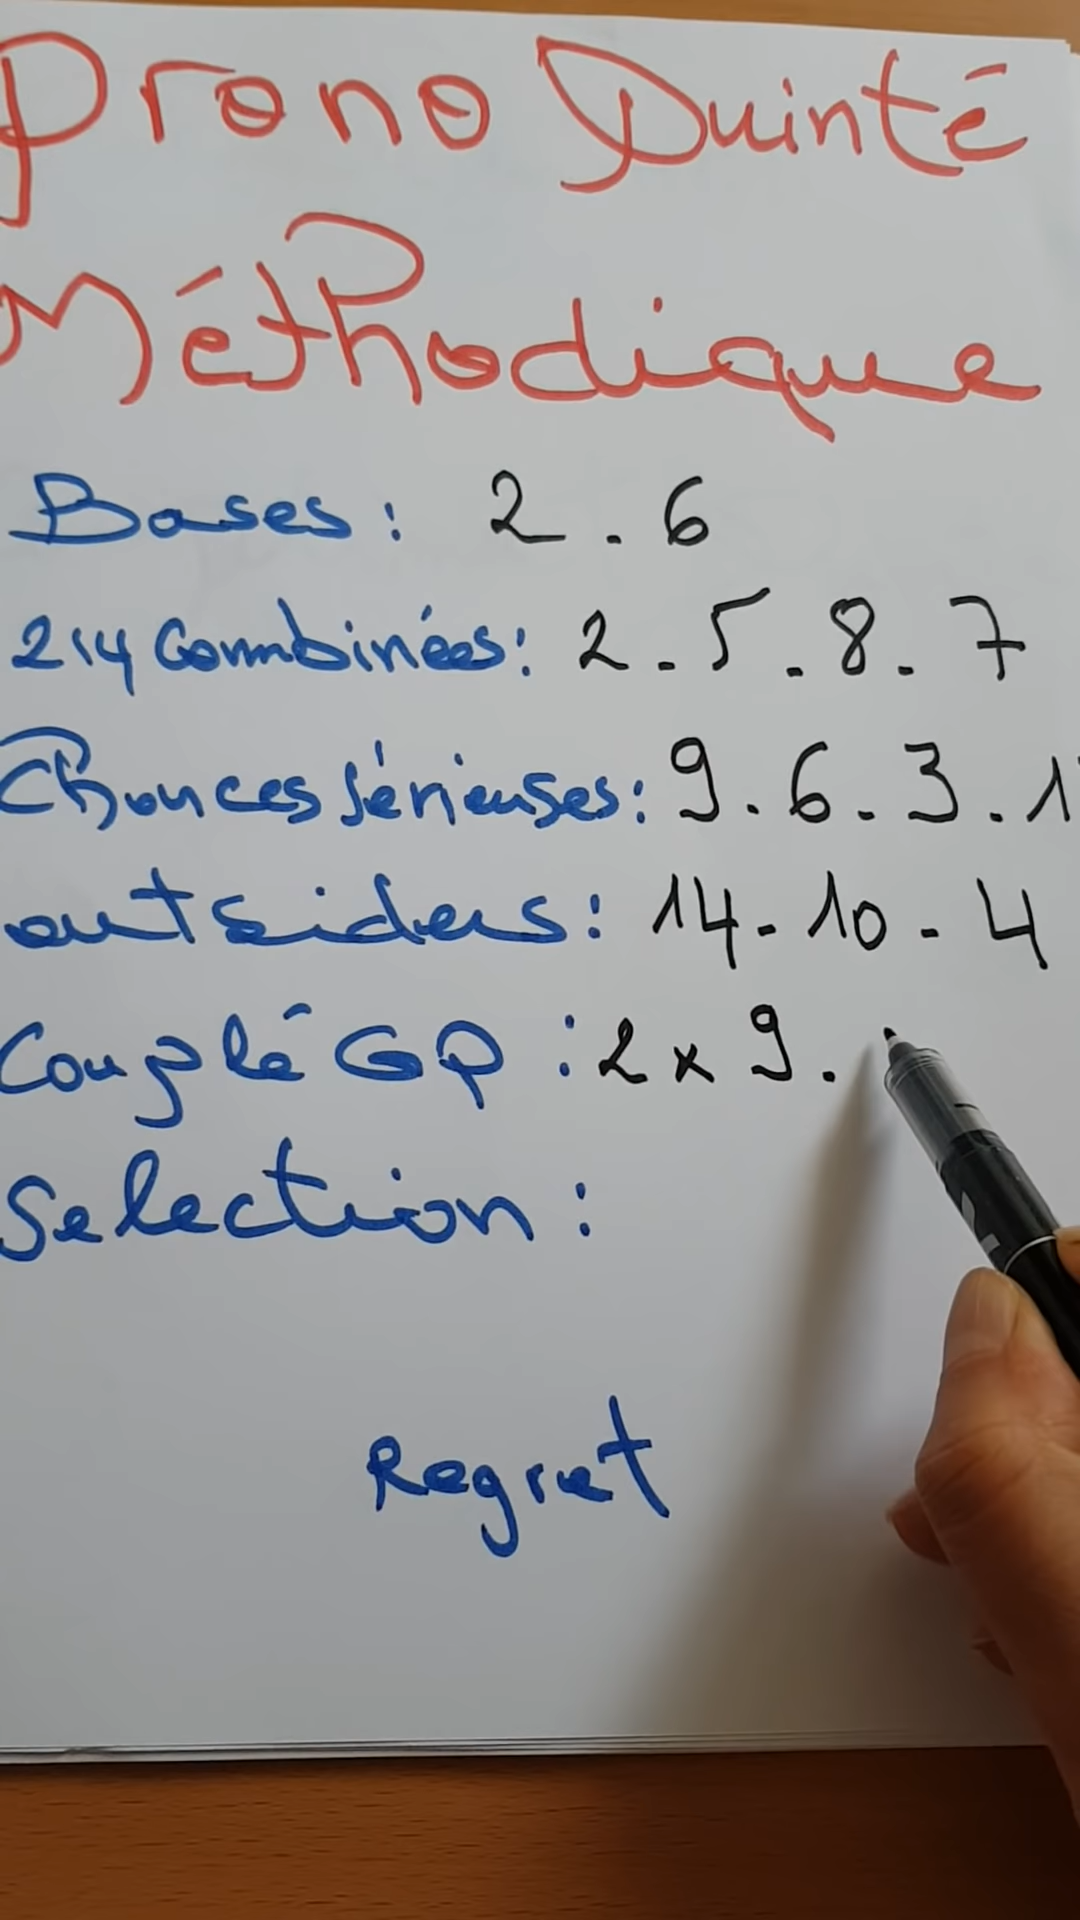 Prono Quinté
Méthodique
Bases: 2 . 6
2/4 Combinées: 2 . 5 . 8 . 7
Chances sérieuses: 9 . 6 . 3 .
outsiders: 14 - 10 - 4
Couplé GP : 2 x 9 .
Selection :
Regret